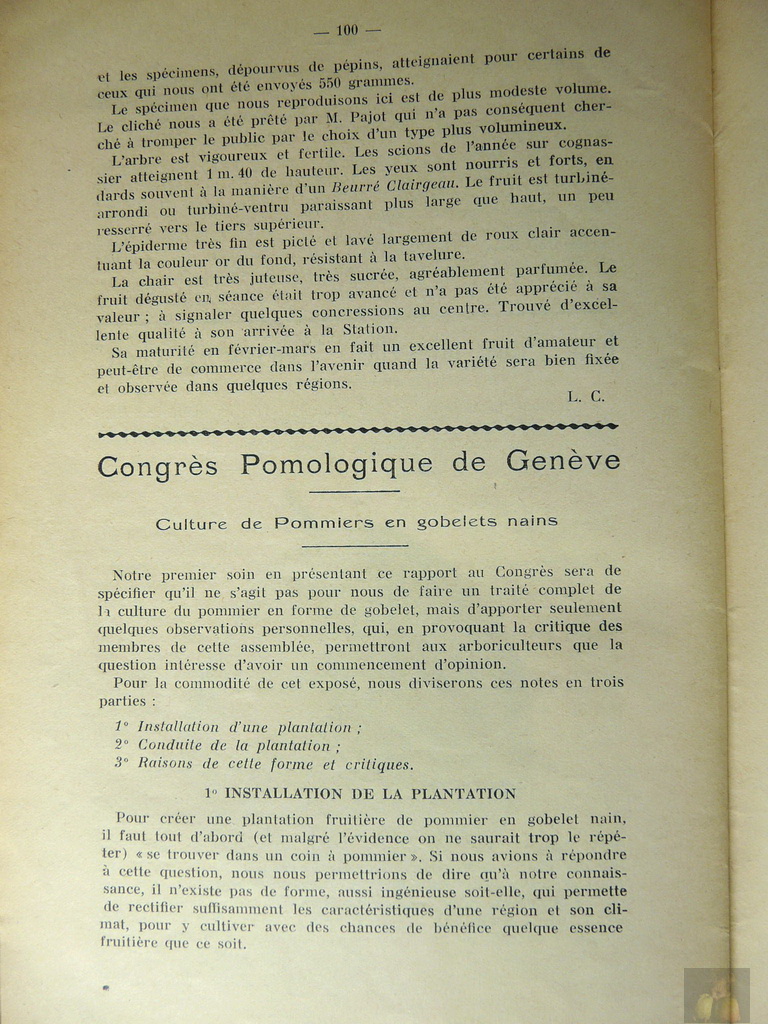 — 100 —
et les spécimens, dépourvus de pépins, atteignaient pour certains de
ceux qui nous ont été envoyés 550 grammes.
Le spécimen que nous reproduisons ici est de plus modeste volume.
Le cliché nous a été prêté par M. Pajot qui n'a pas conséquent cher-
ché à tromper le public par le choix d'un type plus volumineux.
L'arbre est vigoureux et fertile. Les scions de l'année sur cognas-
sier atteignent 1 m. 40 de hauteur. Les yeux sont nourris et forts, en
dards souvent à la manière d'un Beurré Clairgeau. Le fruit est turbiné-
arrondi ou turbiné-ventru paraissant plus large que haut, un peu
resserré vers le tiers supérieur.
L'épiderme très fin est picté et lavé largement de roux clair accen-
tuant la couleur or du fond, résistant à la tavelure.
La chair est très juteuse, très sucrée, agréablement parfumée. Le
fruit dégusté en séance était trop avancé et n'a pas été apprécié à sa
valeur ; à signaler quelques concressions au centre. Trouvé d'excel-
lente qualité à son arrivée à la Station.
Sa maturité en février-mars en fait un excellent fruit d'amateur et
peut-être de commerce dans l'avenir quand la variété sera bien fixée
et observée dans quelques régions.
L. C.
Congrès Pomologique de Genève
Culture de Pommiers en gobelets nains
Notre premier soin en présentant ce rapport au Congrès sera de
spécifier qu'il ne s'agit pas pour nous de faire un traité complet de
la culture du pommier en forme de gobelet, mais d'apporter seulement
quelques observations personnelles, qui, en provoquant la critique des
membres de cette assemblée, permettront aux arboriculteurs que la
question intéresse d'avoir un commencement d'opinion.
Pour la commodité de cet exposé, nous diviserons ces notes en trois
parties :
1° Installation d'une plantation ;
2° Conduite de la plantation ;
3° Raisons de cette forme et critiques.
1° INSTALLATION DE LA PLANTATION
Pour créer une plantation fruitière de pommier en gobelet nain,
il faut tout d'abord (et malgré l'évidence on ne saurait trop le répé-
ter) « se trouver dans un coin à pommier ». Si nous avions à répondre
à cette question, nous nous permettrions de dire qu'à notre connais-
sance, il n'existe pas de forme, aussi ingénieuse soit-elle, qui permette
de rectifier suffisamment les caractéristiques d'une région et son cli-
mat, pour y cultiver avec des chances de bénéfice quelque essence
fruitière que ce soit.